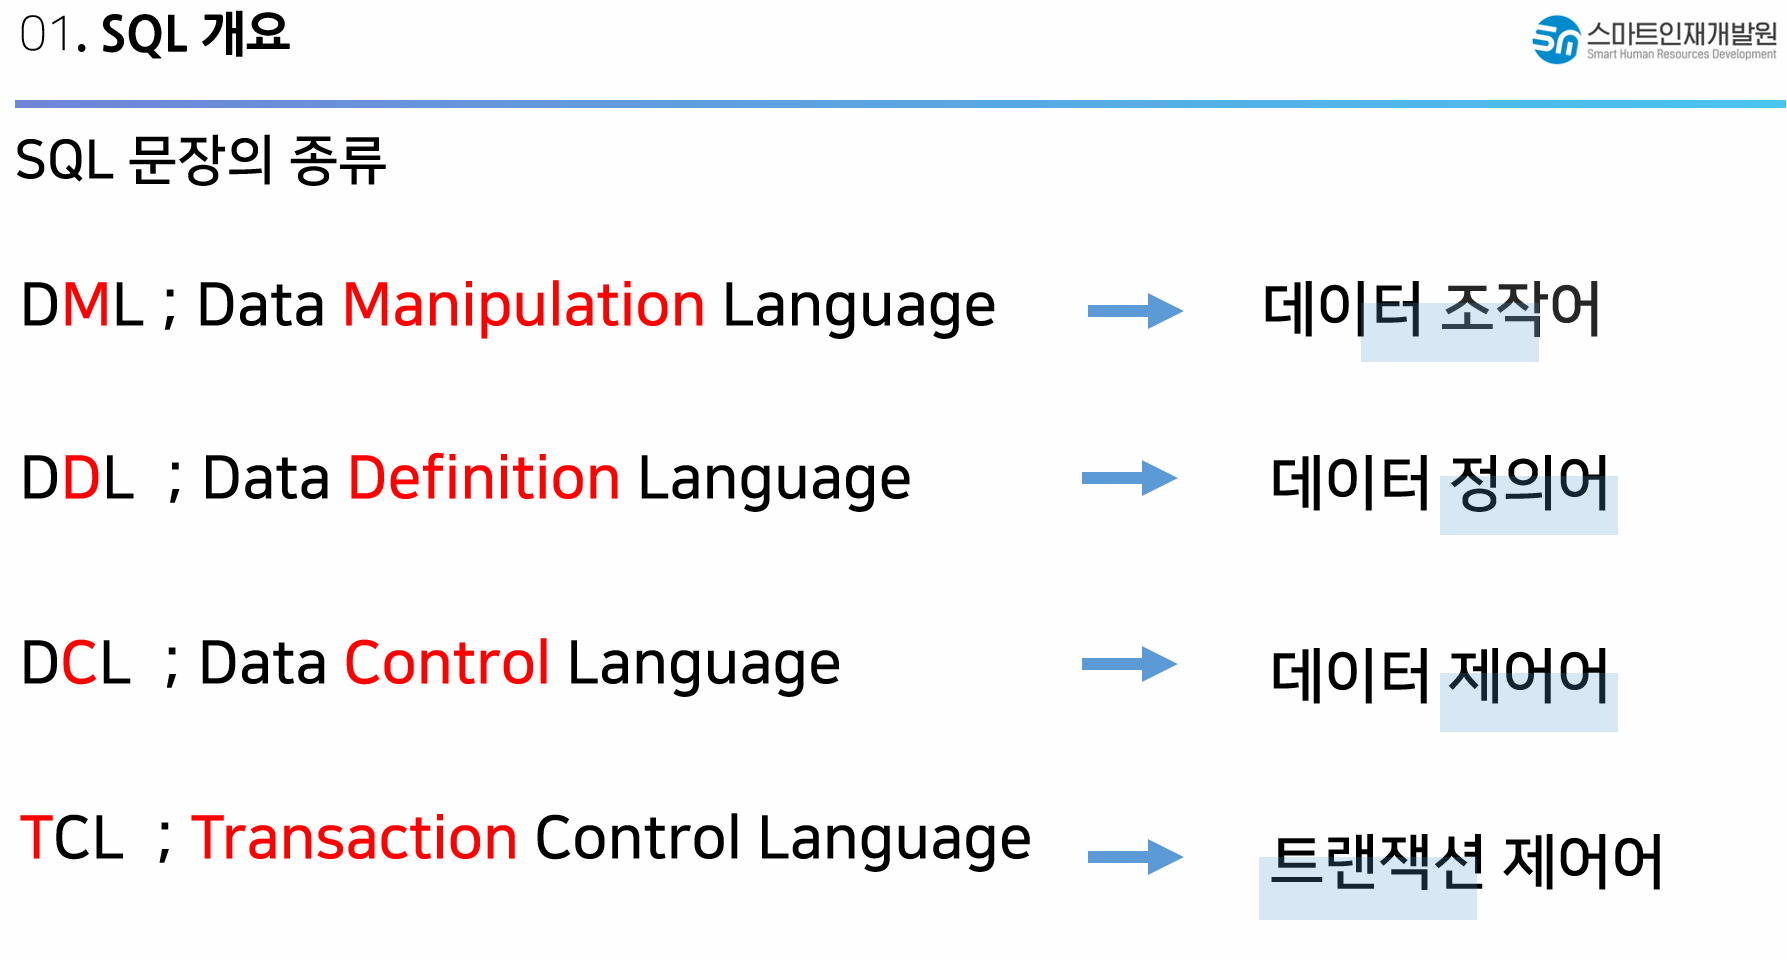 01. SQL 개요
스마트인재개발원
Smart Human Resources Development
SQL 문장의 종류
DML ; Data Manipulation Language
데이터 조작어
DDL ; Data Definition Language
데이터 정의어
DCL ; Data Control Language
데이터 제어어
TCL ; Transaction Control Language
트랜잭션 제어어